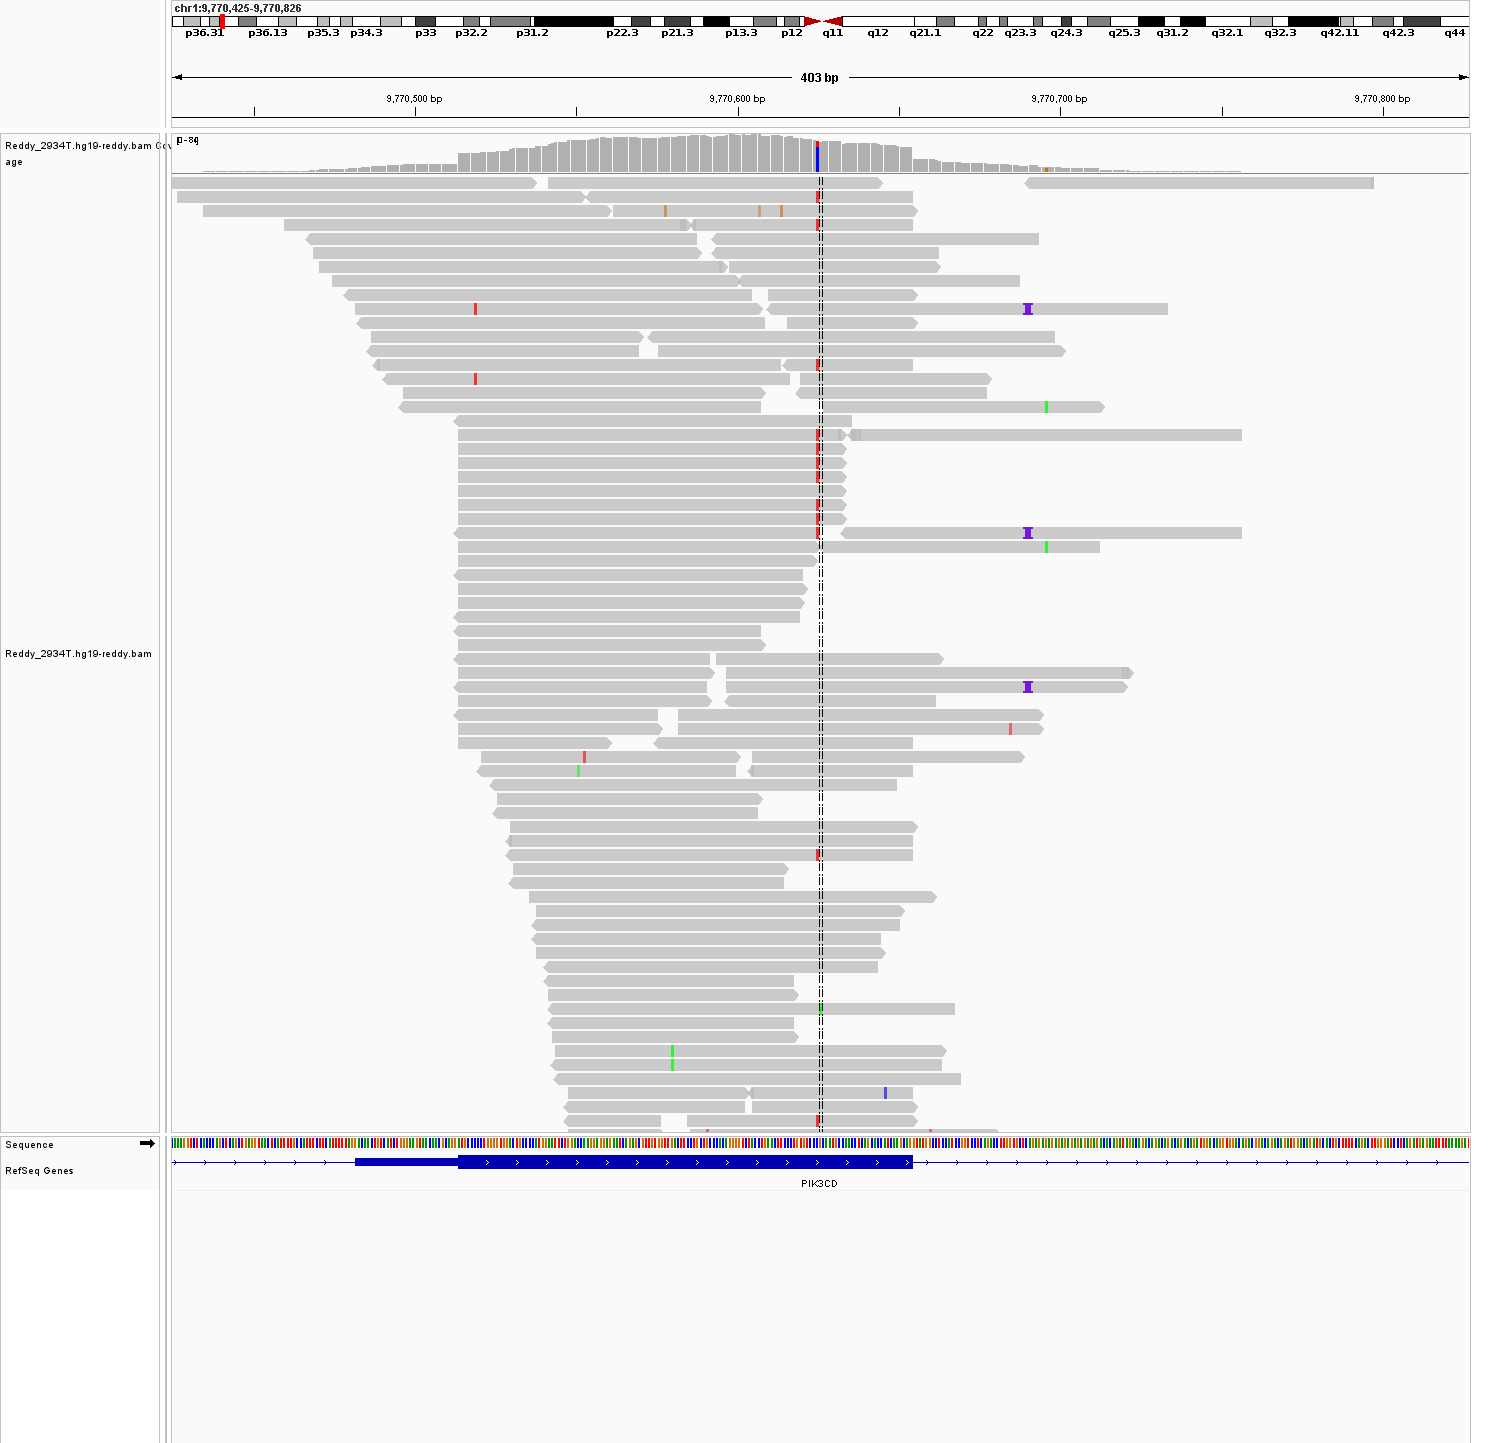 chr1:9,770,425-9,770,826
p36.31 p36.13 p35.3 p34.3 p33 p32.2 p31.2 p22.3 p21.3 p13.3 p12 q11 q12 q21.1 q22 q23.3 q24.3 q25.3 q31.2 q32.1 q32.3 q42.11 q42.3 q44
403 bp
9,770,500 bp 9,770,600 bp 9,770,700 bp 9,770,800 bp
Reddy_2934T.hg19-reddy.bam Cov
age
Reddy_2934T.hg19-reddy.bam
Sequence
RefSeq Genes
PIK3CD